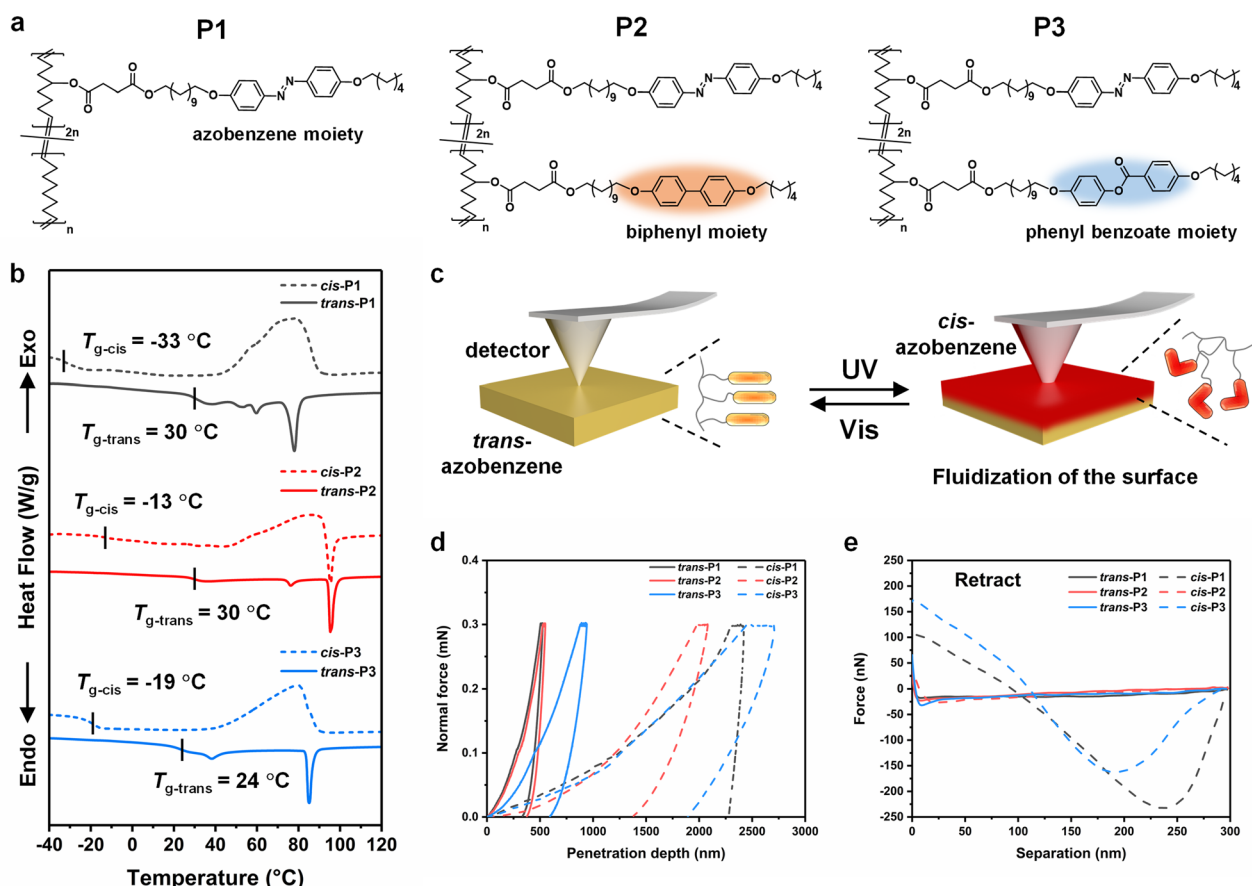 a
P1
P2
P3
O
O
O
O
9
O
N
N
O
4
azobenzene moiety
2n
n
O
O
O
O
9
O
N
N
O
4
2n
O
O
O
O
9
O
O
4
biphenyl moiety
n
O
O
O
O
9
O
N
N
O
4
2n
O
O
O
O
9
O
O
O
O
4
phenyl benzoate moiety
n
b
cis-P1
trans-P1
Tg-cis = -33 °C
Tg-trans = 30 °C
cis-P2
trans-P2
Tg-cis = -13 °C
Tg-trans = 30 °C
cis-P3
trans-P3
Tg-cis = -19 °C
Tg-trans = 24 °C
Endo
Heat Flow (W/g)
Exo
-40 -20 0 20 40 60 80 100 120
Temperature (°C)
c
detector
trans-
azobenzene
UV
Vis
cis-
azobenzene
Fluidization of the surface
d
trans-P1
trans-P2
trans-P3
cis-P1
cis-P2
cis-P3
0.4
0.3
0.2
0.1
0.0
Normal force (mN)
0 500 1000 1500 2000 2500 3000
Penetration depth (nm)
e
Retract
trans-P1
trans-P2
trans-P3
cis-P1
cis-P2
cis-P3
250
200
150
100
50
0
-50
-100
-150
-200
-250
Force (nN)
0 50 100 150 200 250 300
Separation (nm)